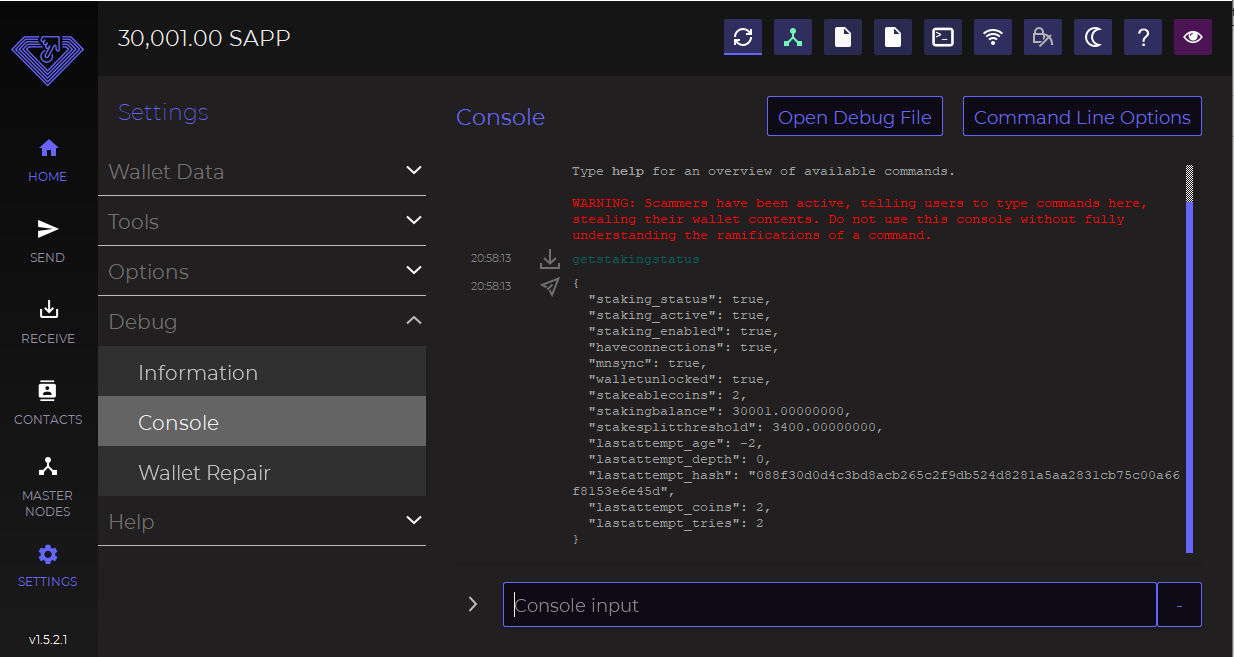 30,001.00 SAPP
?
HOME
SEND
RECEIVE
CONTACTS
MASTER
NODES
SETTINGS
v1.5.2.1
Settings
Wallet Data
Tools
Options
Debug
Information
Console
Wallet Repair
Help
Console
Open Debug File
Command Line Options
Type help for an overview of available commands.
WARNING: Scammers have been active, telling users to type commands here,
stealing their wallet contents. Do not use this console without fully
understanding the ramifications of a command.
20:58:13 getstakingstatus
20:58:13 {
"staking_status": true,
"staking_active": true,
"staking_enabled": true,
"haveconnections": true,
"mnsync": true,
"walletunlocked": true,
"stakeablecoins": 2,
"stakingbalance": 30001.00000000,
"stakesplitthreshold": 3400.00000000,
"lastattempt_age": -2,
"lastattempt_depth": 0,
"lastattempt_hash": "088f30d0d4c3bd8acb265c2f9db524d8281a5aa2831cb75c00a66
f8153e6e45d",
"lastattempt_coins": 2,
"lastattempt_tries": 2
}
Console input
-